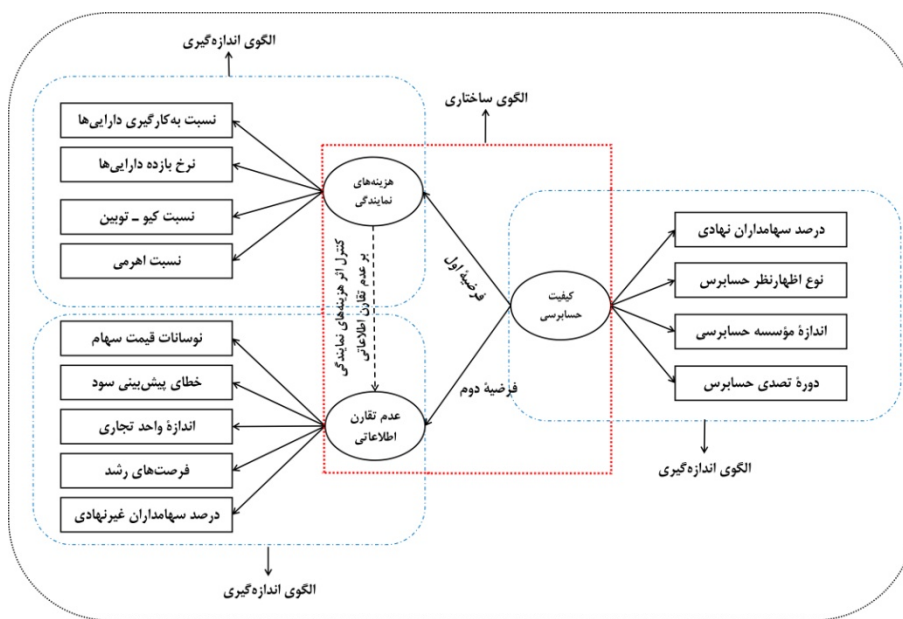 الگوی اندازه‌گیری
الگوی ساختاری
درصد سهامداران نهادی
نوع اظهارنظر حسابرس
اندازهٔ مؤسسه حسابرسی
دورهٔ تصدی حسابرس
الگوی اندازه‌گیری
کیفیت
حسابرسی
فرضیهٔ اول
فرضیهٔ دوم
هزینه‌های
نمایندگی
کنترل اثر هزینه‌های نمایندگی
بر عدم تقارن اطلاعاتی
عدم تقارن
اطلاعاتی
نسبت به‌کارگیری دارایی‌ها
نرخ بازده دارایی‌ها
نسبت کیو ـ توبین
نسبت اهرمی
نوسانات قیمت سهام
خطای پیش‌بینی سود
اندازهٔ واحد تجاری
فرصت‌های رشد
درصد سهامداران غیرنهادی
الگوی اندازه‌گیری